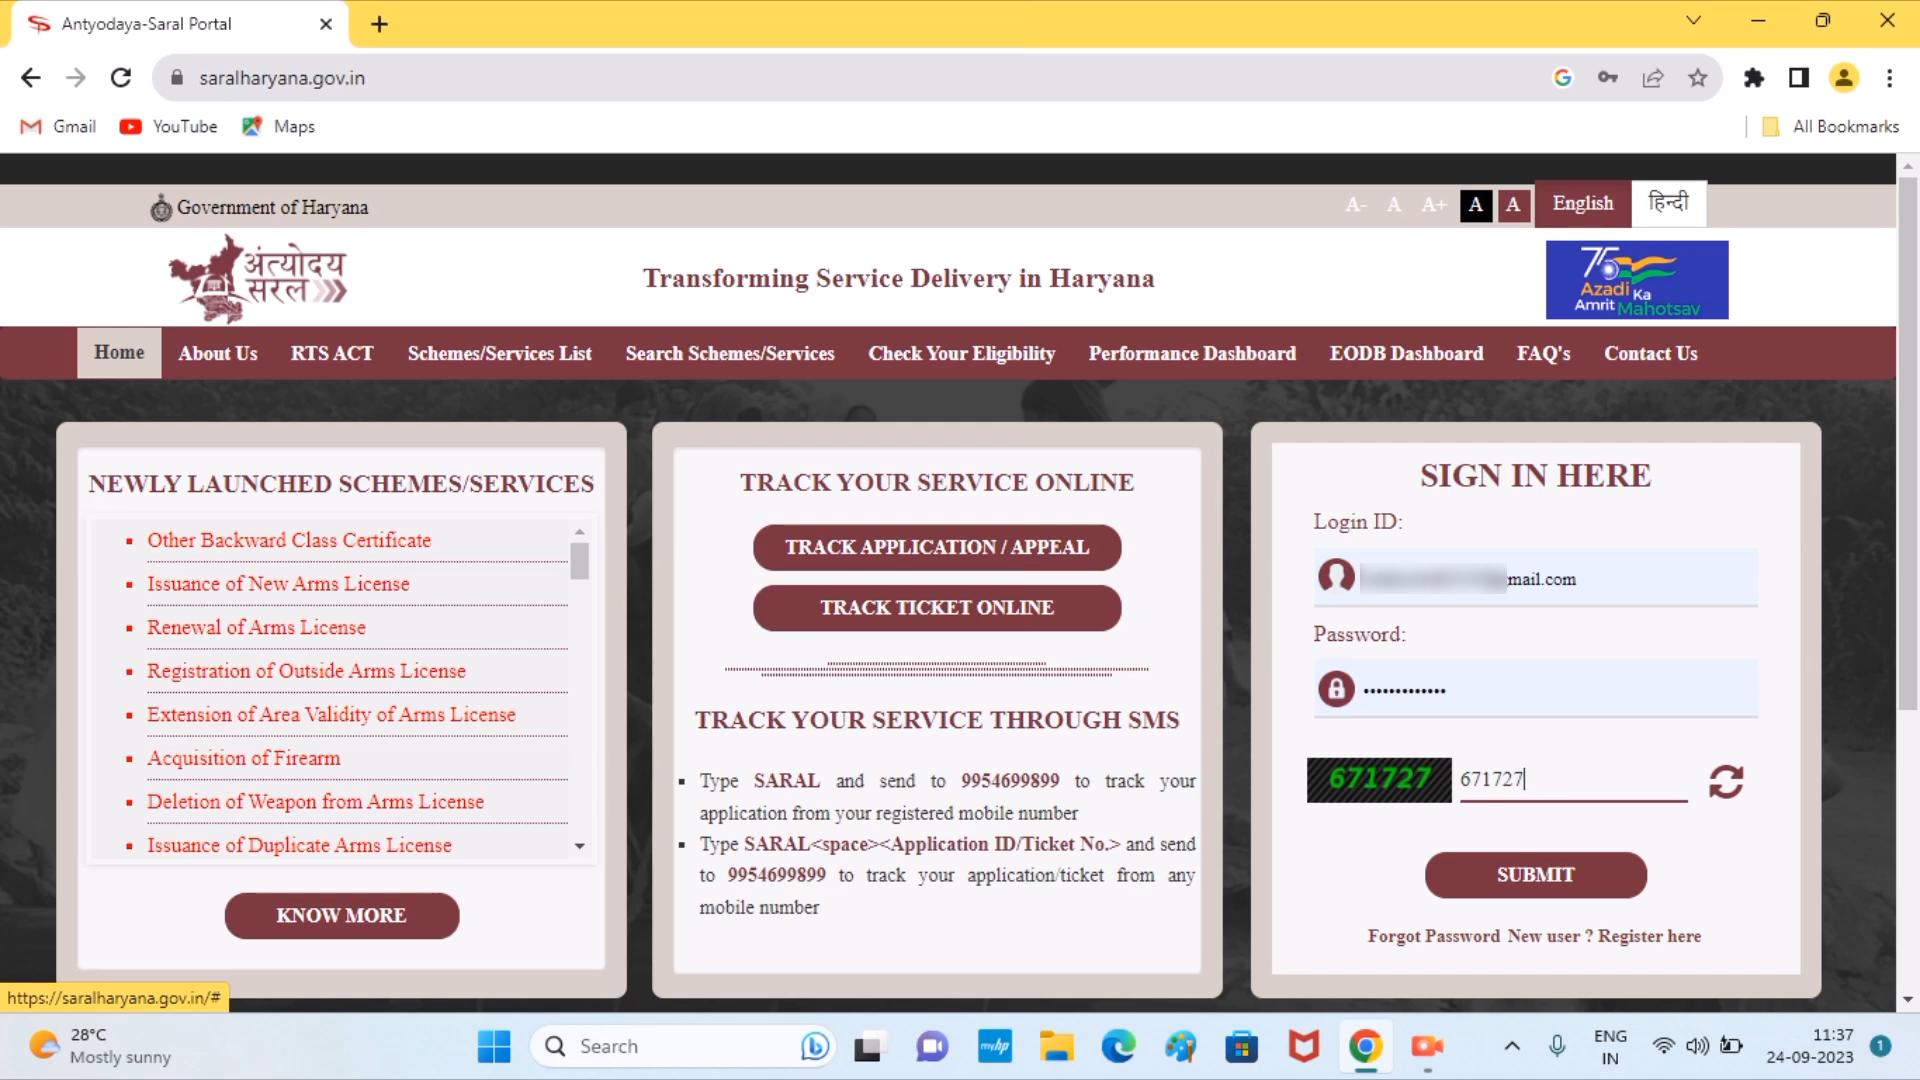 Antyodaya-Saral Portal
saralharyana.gov.in
Gmail YouTube Maps All Bookmarks
Government of Haryana
A- A A+ A A English हिन्दी
अंत्योदय
सरल
Transforming Service Delivery in Haryana
75
Azadi Ka
Amrit Mahotsav
Home About Us RTS ACT Schemes/Services List Search Schemes/Services Check Your Eligibility Performance Dashboard EODB Dashboard FAQ's Contact Us
NEWLY LAUNCHED SCHEMES/SERVICES
Other Backward Class Certificate
Issuance of New Arms License
Renewal of Arms License
Registration of Outside Arms License
Extension of Area Validity of Arms License
Acquisition of Firearm
Deletion of Weapon from Arms License
Issuance of Duplicate Arms License
KNOW MORE
TRACK YOUR SERVICE ONLINE
TRACK APPLICATION / APPEAL
TRACK TICKET ONLINE
TRACK YOUR SERVICE THROUGH SMS
Type SARAL and send to 9954699899 to track your
application from your registered mobile number
Type SARAL<space><Application ID/Ticket No.> and send
to 9954699899 to track your application/ticket from any
mobile number
SIGN IN HERE
Login ID:
mail.com
Password:
671727 671727
SUBMIT
Forgot Password New user ? Register here
https://saralharyana.gov.in/#
28°C
Mostly sunny
Search
myhp
ENG
IN
11:37
24-09-2023
1